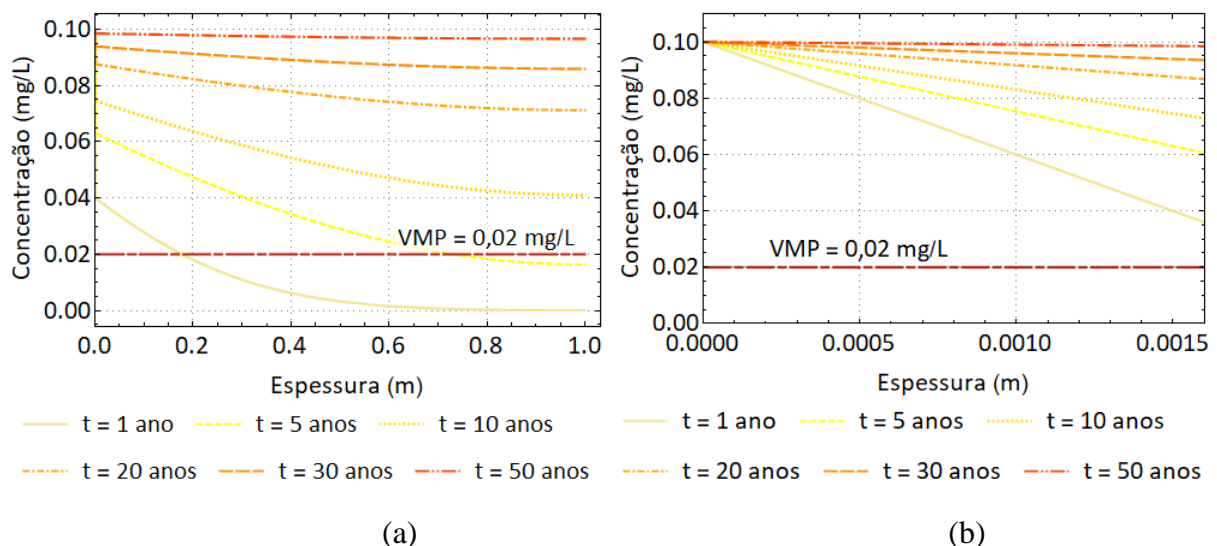 0.10
0.08
0.06
0.04
0.02
0.00
Concentração (mg/L)
VMP = 0,02 mg/L
0.0 0.2 0.4 0.6 0.8 1.0
Espessura (m)
t = 1 ano t = 5 anos t = 10 anos
t = 20 anos t = 30 anos t = 50 anos
(a)
0.10
0.08
0.06
0.04
0.02
0.00
Concentração (mg/L)
VMP = 0,02 mg/L
0.0000 0.0005 0.0010 0.0015
Espessura (m)
t = 1 ano t = 5 anos t = 10 anos
t = 20 anos t = 30 anos t = 50 anos
(b)